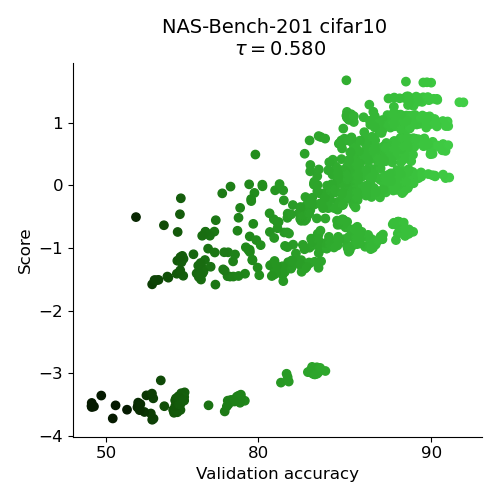 NAS-Bench-201 cifar10
τ = 0.580
Score
1
0
−1
−2
−3
−4
50 80 90
Validation accuracy